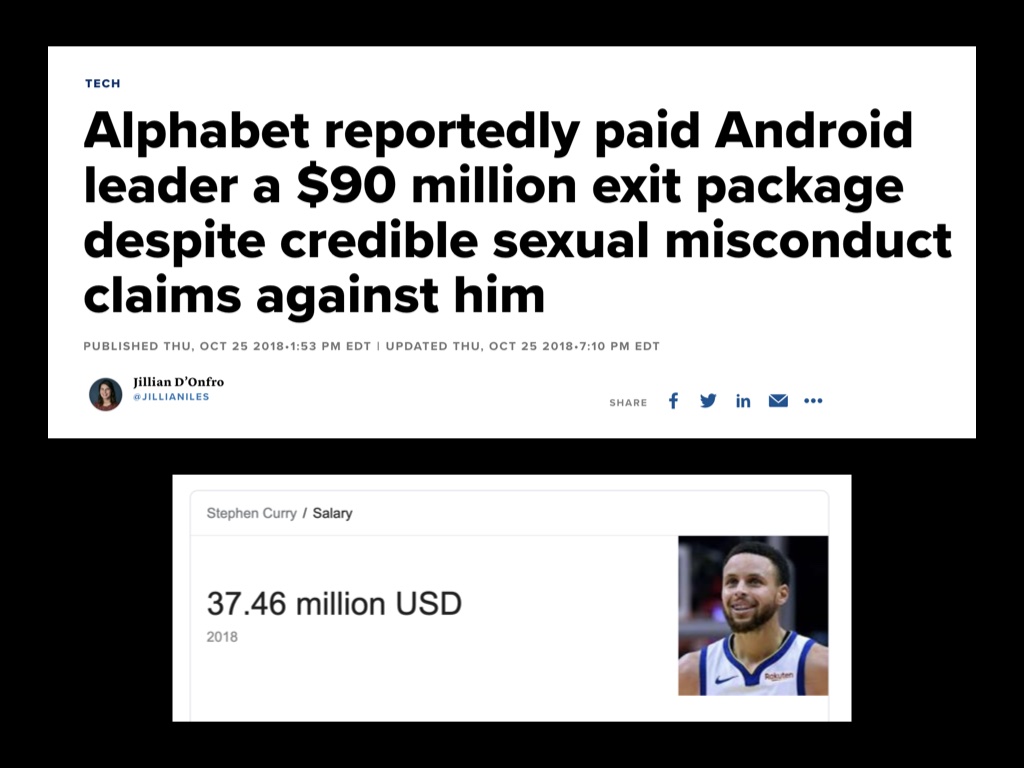 TECH
Alphabet reportedly paid Android
leader a $90 million exit package
despite credible sexual misconduct
claims against him
PUBLISHED THU, OCT 25 2018•1:53 PM EDT | UPDATED THU, OCT 25 2018•7:10 PM EDT
Jillian D’Onfro
@JILLIANILES
SHARE
Stephen Curry / Salary
37.46 million USD
2018
Rakuten